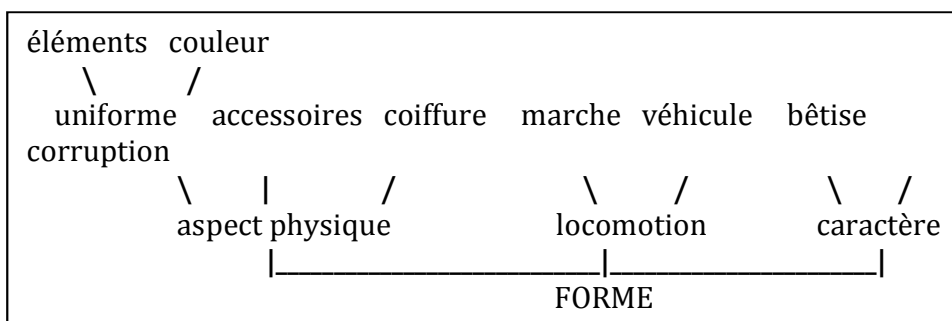 éléments couleur
uniforme accessoires coiffure marche véhicule bêtise
corruption
aspect physique locomotion caractère
FORME